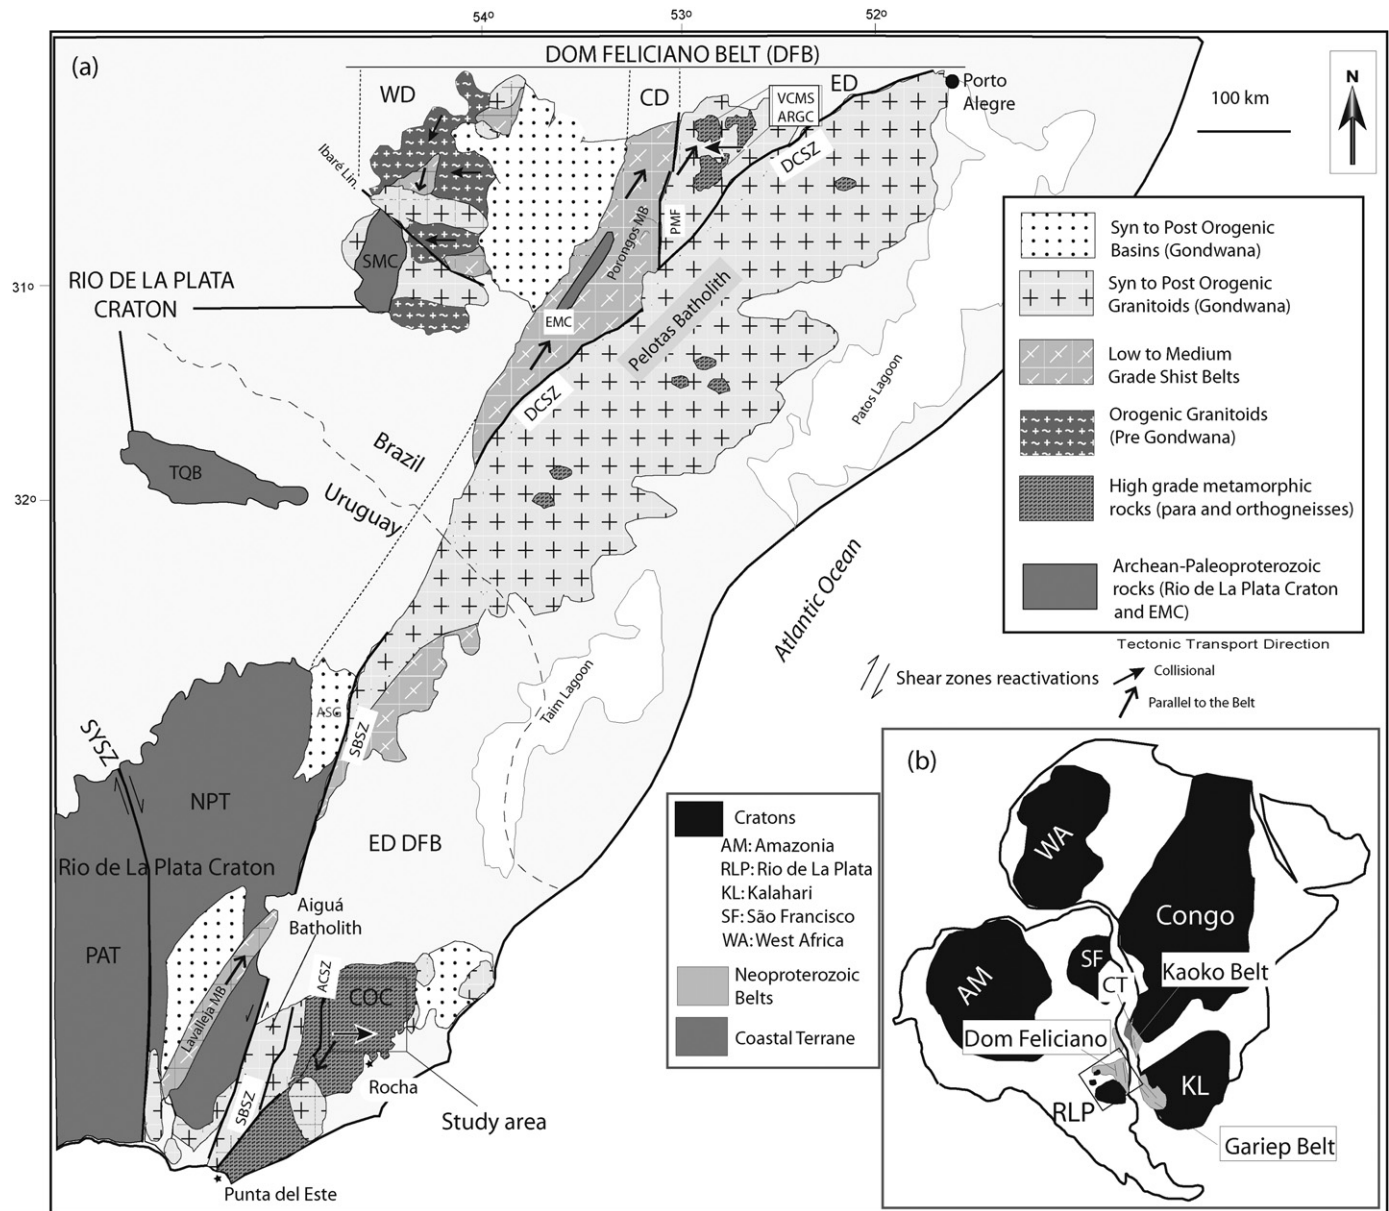 54º
53º
52º
(a)
DOM FELICIANO BELT (DFB)
WD
CD
ED
VCMS
ARGC
Porto
Alegre
100 km
N
Ibaré Lin.
DCSZ
PMF
Porongos MB
SMC
31º
RIO DE LA PLATA
CRATON
EMC
Pelotas Batholith
DCSZ
Patos Lagoon
Brazil
Uruguay
TQB
32º
Atlantic Ocean
Syn to Post Orogenic
Basins (Gondwana)
Syn to Post Orogenic
Granitoids (Gondwana)
Low to Medium
Grade Shist Belts
Orogenic Granitoids
(Pre Gondwana)
High grade metamorphic
rocks (para and orthogneisses)
Archean-Paleoproterozoic
rocks (Rio de La Plata Craton
and EMC)
Tectonic Transport Direction
Shear zones reactivations
Collisional
Parallel to the Belt
Taim Lagoon
ASG
SBSZ
SYSZ
NPT
ED DFB
Rio de La Plata Craton
Aiguá
Batholith
PAT
Lavalleja MB
ACSZ
COC
SBSZ
Rocha
Study area
Punta del Este
Cratons
AM: Amazonia
RLP: Rio de La Plata
KL: Kalahari
SF: São Francisco
WA: West Africa
Neoproterozoic
Belts
Coastal Terrane
(b)
WA
Congo
SF
AM
CT
Kaoko Belt
Dom Feliciano
KL
RLP
Gariep Belt